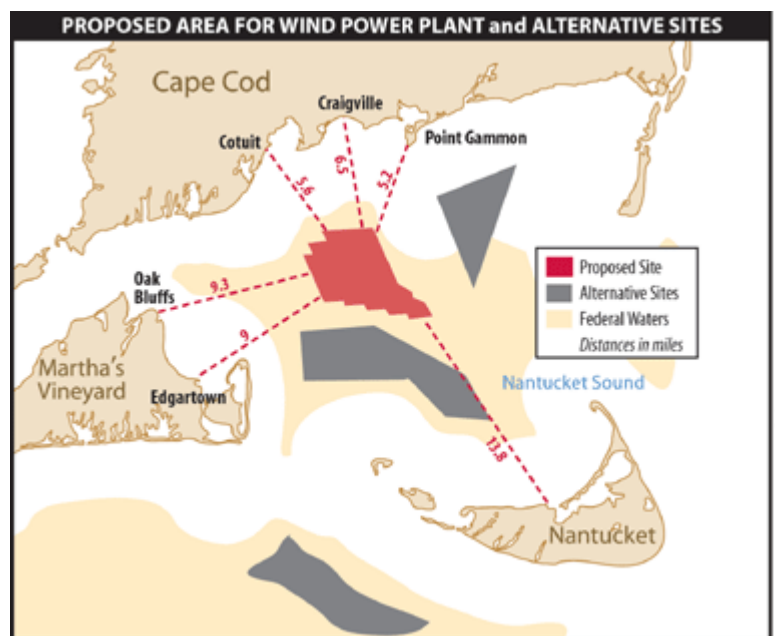 PROPOSED AREA FOR WIND POWER PLANT and ALTERNATIVE SITES
Cape Cod
Craigville
Cotuit
Point Gammon
5.6
6.5
5.2
Proposed Site
Alternative Sites
Federal Waters
Distances in miles
Oak
Bluffs
9.3
9
Martha's
Vineyard
Edgartown
Nantucket Sound
13.8
Nantucket